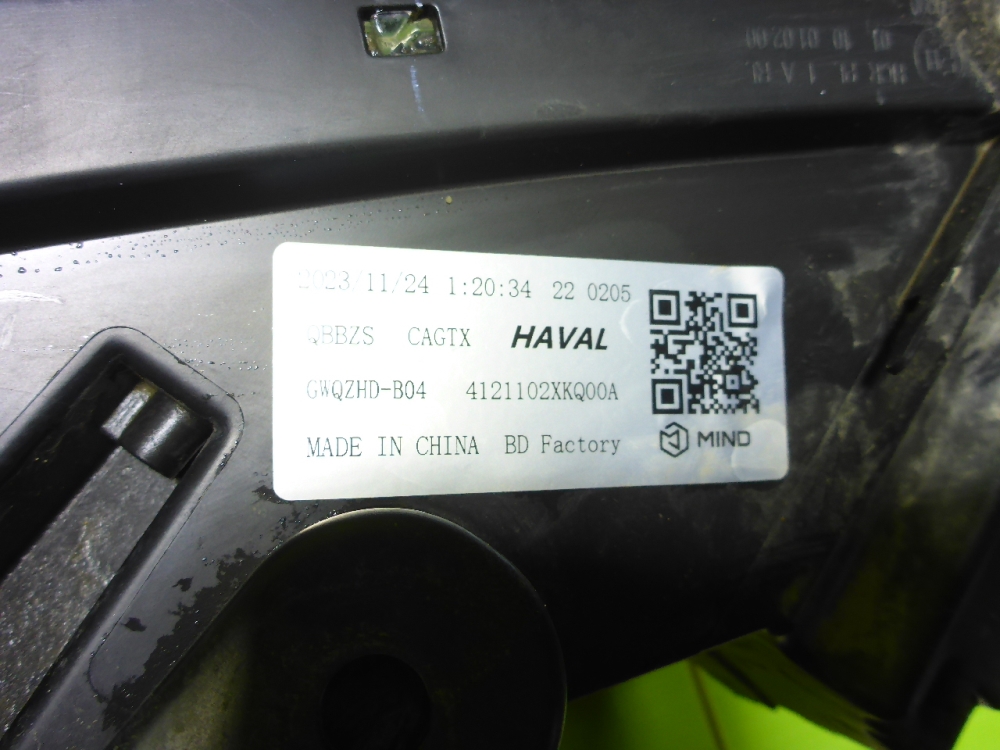 2023/11/24 1:20:34 22 0205
QBBZS CAGTX HAVAL
GWQZHD-B04 4121102XKQ00A
MADE IN CHINA BD Factory
MIND